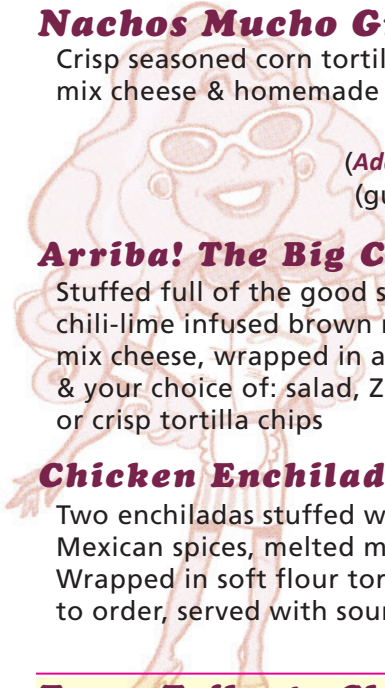 Nachos Mucho G
Crisp seasoned corn tortil
mix cheese & homemade
(Ad
(gu
Arriba! The Big C
Stuffed full of the good s
chili-lime infused brown
mix cheese, wrapped in a
& your choice of: salad, Z
or crisp tortilla chips
Chicken Enchilad
Two enchiladas stuffed w
Mexican spices, melted m
Wrapped in soft flour tor
to order, served with sour